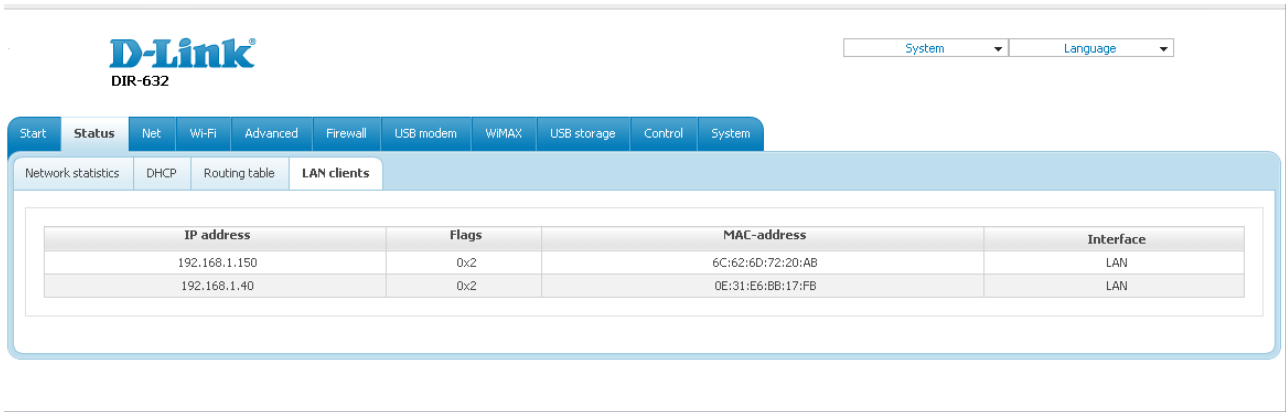 D-Link®
DIR-632
System Language
Start Status Net Wi-Fi Advanced Firewall USB modem WiMAX USB storage Control System
Network statistics DHCP Routing table LAN clients
IP address Flags MAC-address Interface
192.168.1.150 0x2 6C:62:6D:72:20:AB LAN
192.168.1.40 0x2 0E:31:E6:BB:17:FB LAN